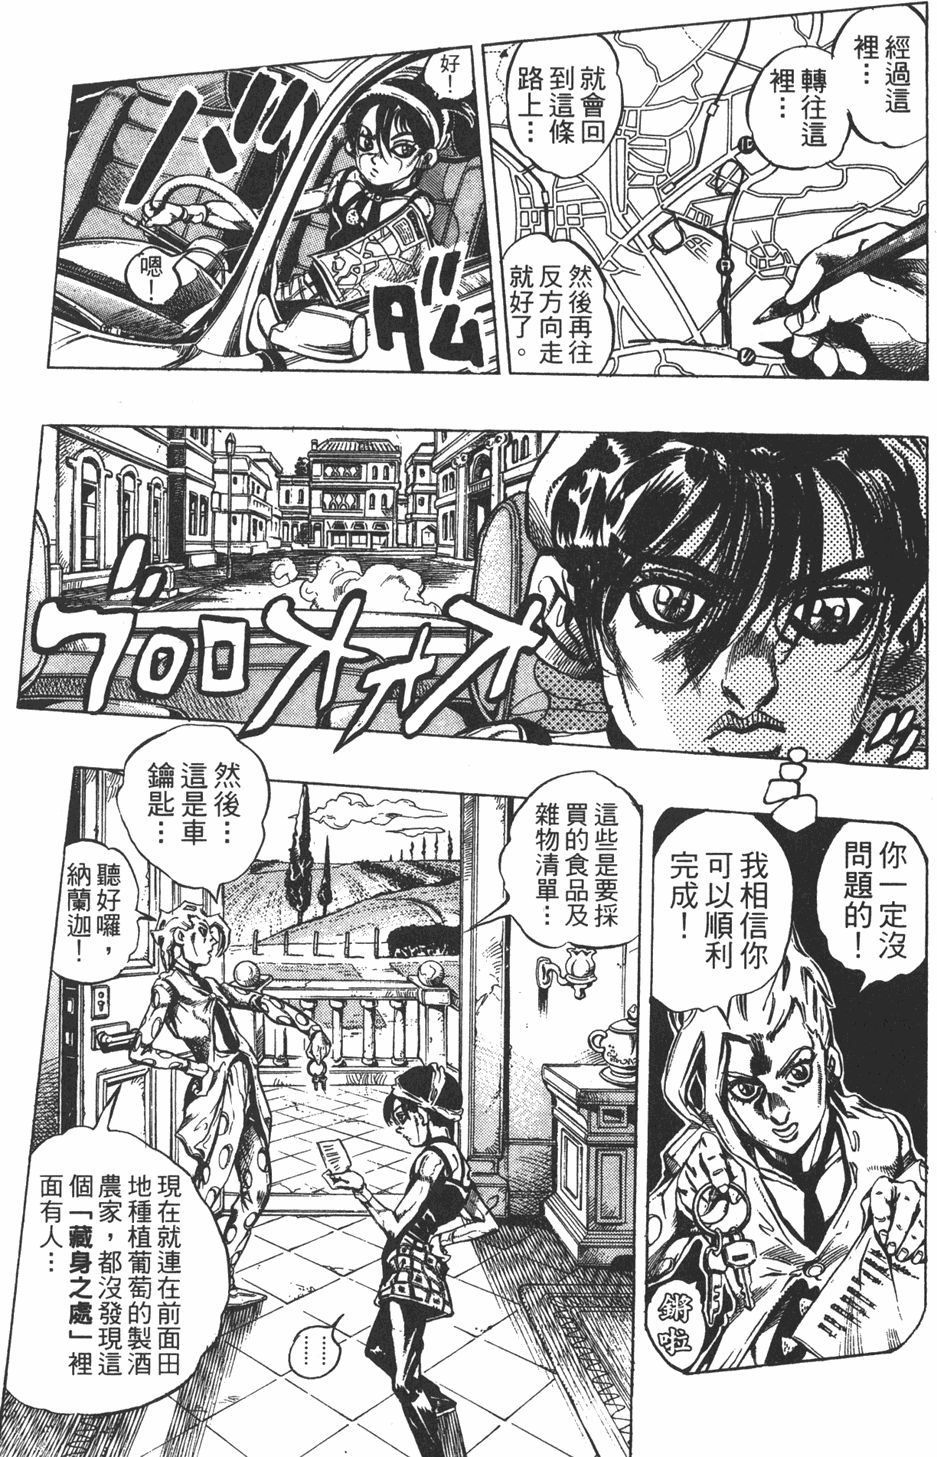 經過這
裡⋯
轉往這
裡⋯
就會回
到這條
路上⋯
然後再往
反方向走
就好了。
好！
バン
嗯！
ダム
ブロロオオオ
你一定沒
問題的！
我相信你
可以順利
完成！
鏘啦
這些是要採
買的食品及
雜物清單⋯
然後⋯
這是車
鑰匙⋯
聽好囉，
納蘭迦！
現在就連在前面田
地種植葡萄的製酒
農家，都沒發現這
個「藏身之處」裡
面有人⋯
⋯⋯
⋯⋯